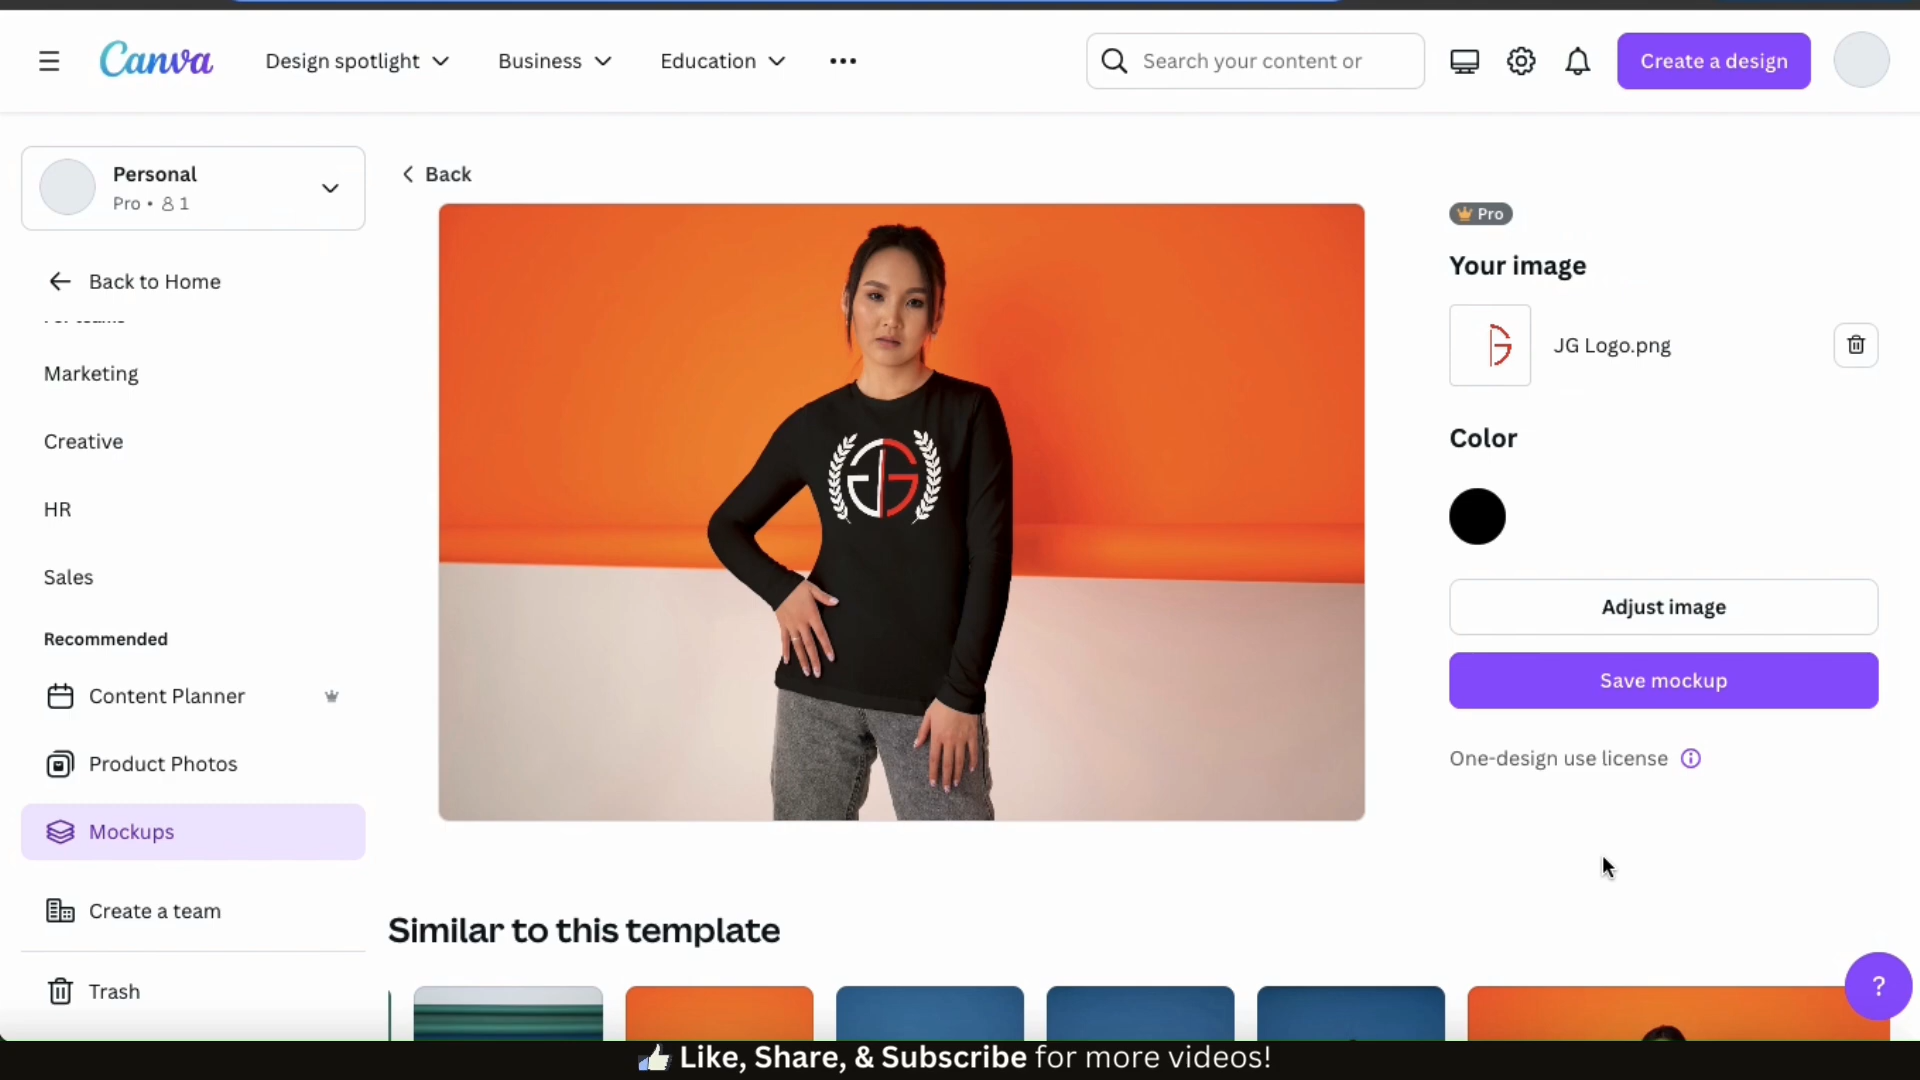 Canva
Design spotlight
Business
Education
Search your content or
Create a design
Personal
Pro • 1
Back
Back to Home
Marketing
Creative
HR
Sales
Recommended
Content Planner
Product Photos
Mockups
Create a team
Trash
Pro
Your image
JG Logo.png
Color
Adjust image
Save mockup
One-design use license
Similar to this template
?
Like, Share, & Subscribe for more videos!